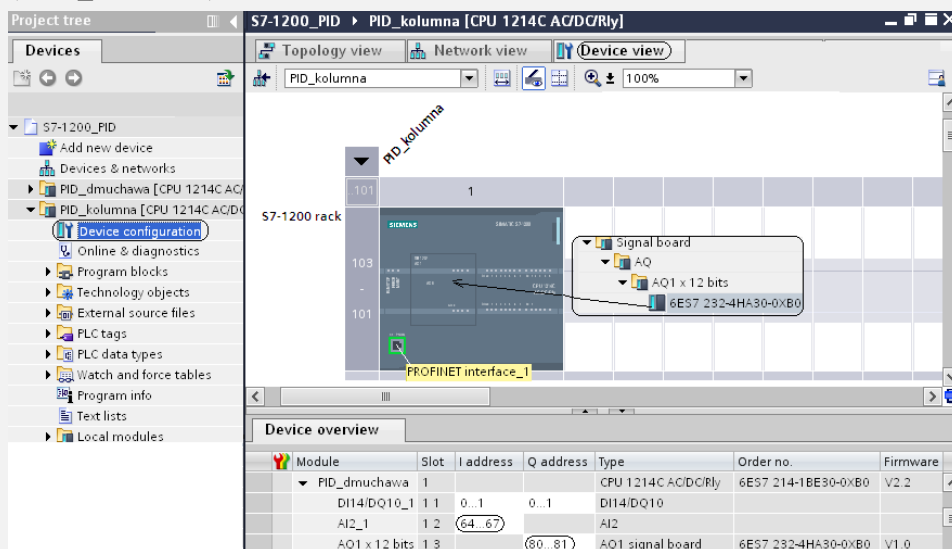 Project tree
S7-1200_PID ▸ PID_kolumna [CPU 1214C AC/DC/Rly]
Devices
Topology view
Network view
Device view
PID_kolumna
100%
S7-1200_PID
Add new device
Devices & networks
PID_dmuchawa [CPU 1214C AC/
PID_kolumna [CPU 1214C AC/DC
Device configuration
Online & diagnostics
Program blocks
Technology objects
External source files
PLC tags
PLC data types
Watch and force tables
Program info
Text lists
Local modules
PID_kolumna
101
1
S7-1200 rack
103
-
101
SIEMENS
SIMATIC S7-1200
Signal board
AQ
AQ1 x 12 bits
6ES7 232-4HA30-0XB0
PROFINET interface_1
Device overview
Module Slot I address Q address Type Order no. Firmware
PID_dmuchawa 1 CPU 1214C AC/DC/Rly 6ES7 214-1BE30-0XB0 V2.2
DI14/DQ10_1 1 1 0...1 0...1 DI14/DQ10
AI2_1 1 2 64...67 AI2
AQ1 x 12 bits 1 3 80...81 AQ1 signal board 6ES7 232-4HA30-0XB0 V1.0